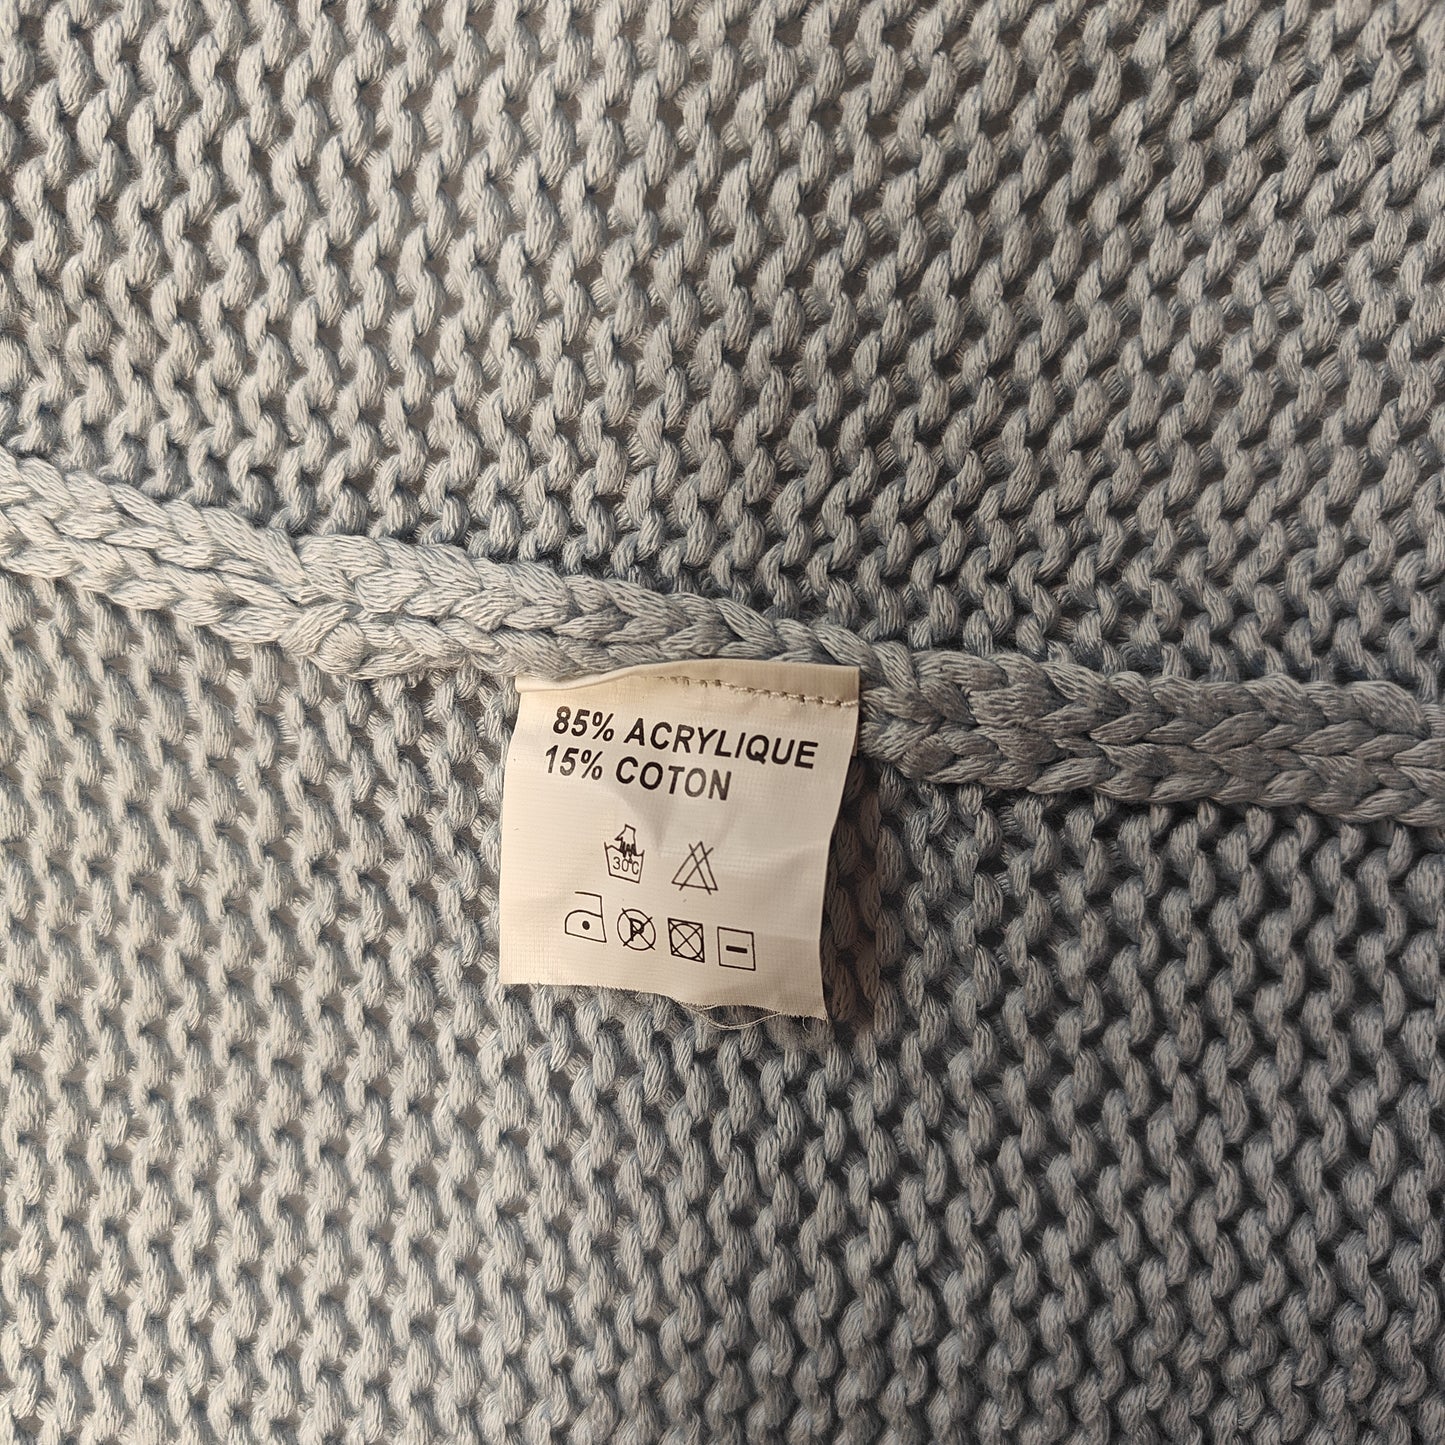 85% ACRYLIQUE
15% COTON
30°C
P